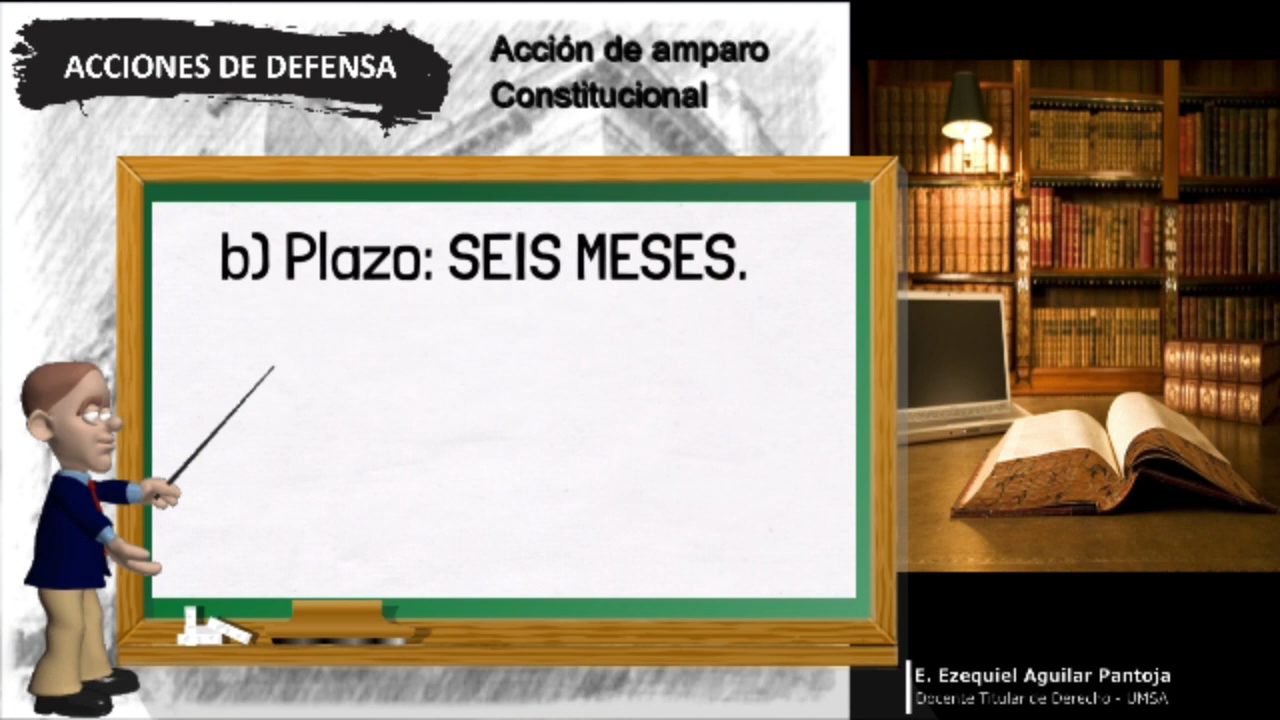 ACCIONES DE DEFENSA
Acción de amparo
Constitucional
b) Plazo: SEIS MESES.
E. Ezequiel Aguilar Pantoja
Docente Titular de Derecho - UMSA